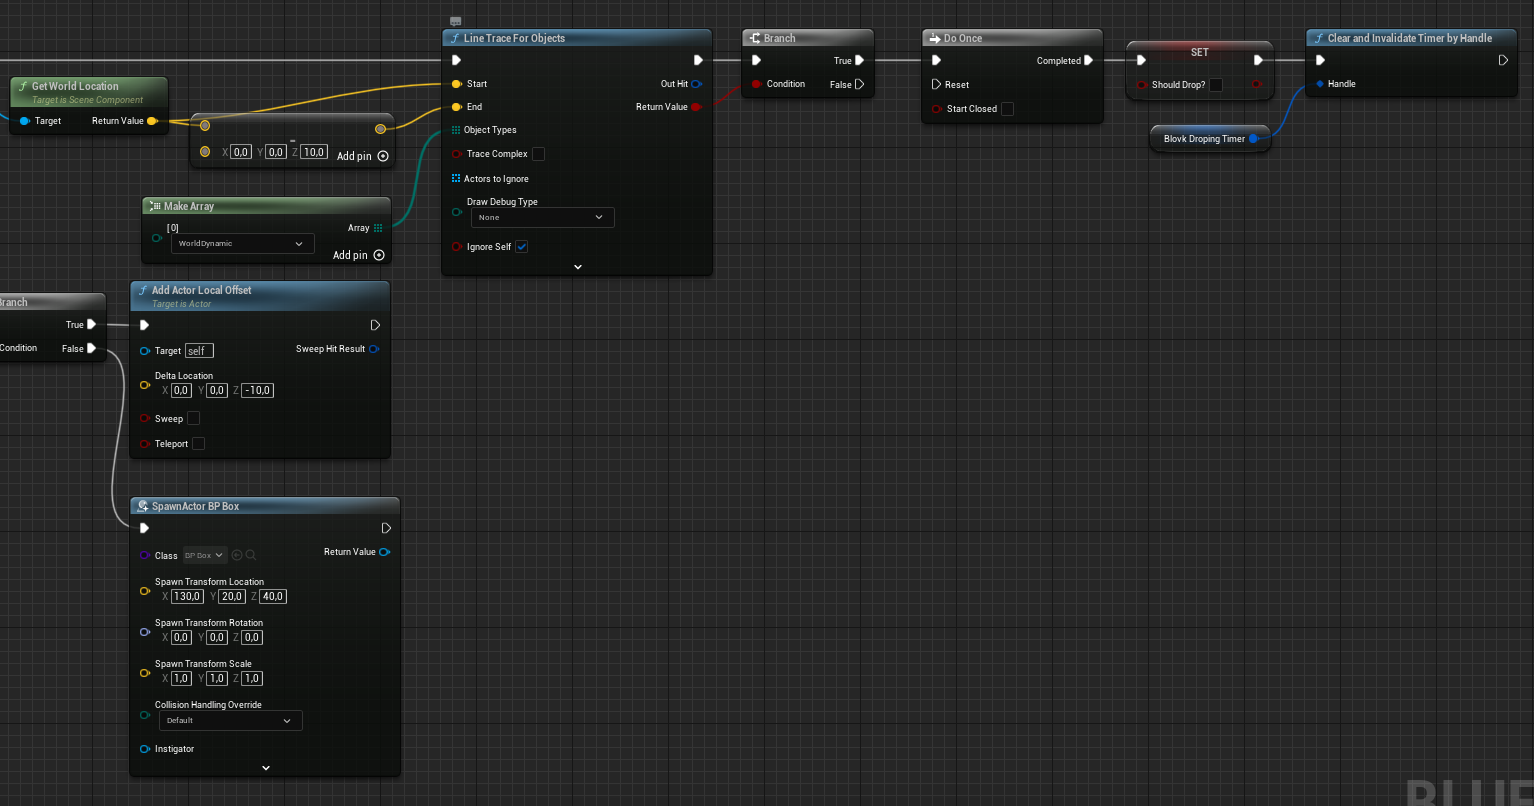 Get World Location
Target is Scene Component
Target
Return Value
-
X 0,0 Y 0,0 Z 10,0
Add pin
Make Array
[0]
WorldDynamic
Array
Add pin
Line Trace For Objects
Start
End
Object Types
Trace Complex
Actors to Ignore
Draw Debug Type
None
Ignore Self
Out Hit
Return Value
Branch
Condition
True
False
Do Once
Reset
Start Closed
Completed
SET
Should Drop?
Blovk Droping Timer
Clear and Invalidate Timer by Handle
Handle
Branch
Condition
True
False
Add Actor Local Offset
Target is Actor
Target self
Sweep Hit Result
Delta Location
X 0,0 Y 0,0 Z -10,0
Sweep
Teleport
SpawnActor BP Box
Class BP Box
Return Value
Spawn Transform Location
X 130,0 Y 20,0 Z 40,0
Spawn Transform Rotation
X 0,0 Y 0,0 Z 0,0
Spawn Transform Scale
X 1,0 Y 1,0 Z 1,0
Collision Handling Override
Default
Instigator
BLUE